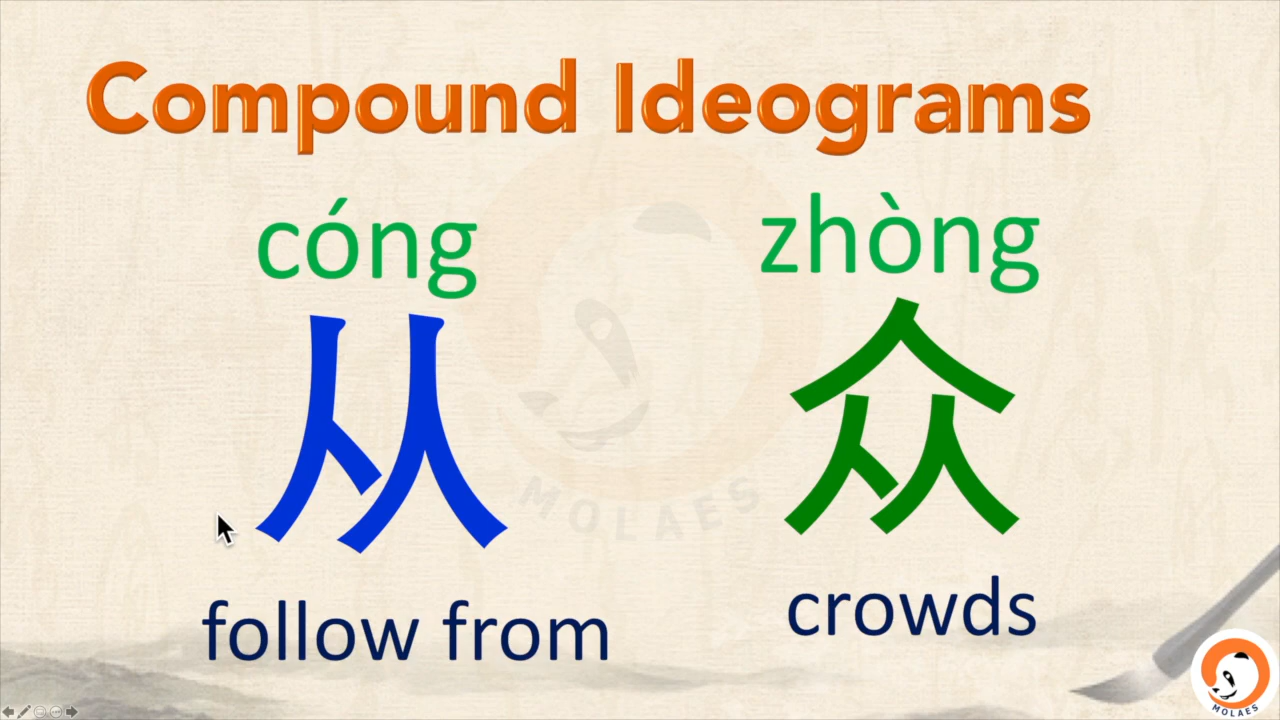 Compound Ideograms
cóng zhòng
从 众
follow from crowds
MOLAES
MOLAES